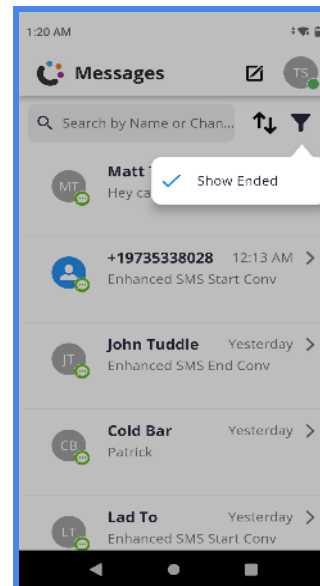 1:20 AM
Messages
TS
Search by Name or Chan...
MT
Matt
Hey ca
Show Ended
+19735338028 12:13 AM
Enhanced SMS Start Conv
JT
John Tuddle Yesterday
Enhanced SMS End Conv
CB
Cold Bar Yesterday
Patrick
LT
Lad To Yesterday
Enhanced SMS Start Conv